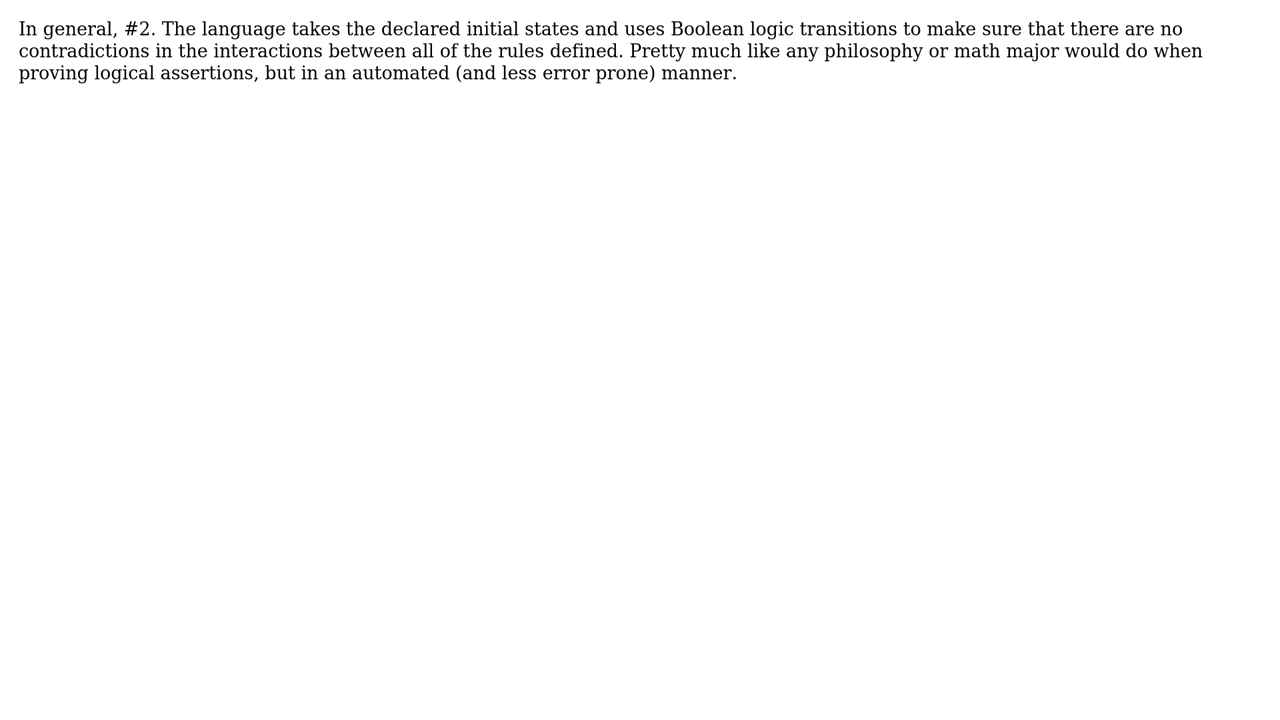 In general, #2. The language takes the declared initial states and uses Boolean logic transitions to make sure that there are no
contradictions in the interactions between all of the rules defined. Pretty much like any philosophy or math major would do when
proving logical assertions, but in an automated (and less error prone) manner.